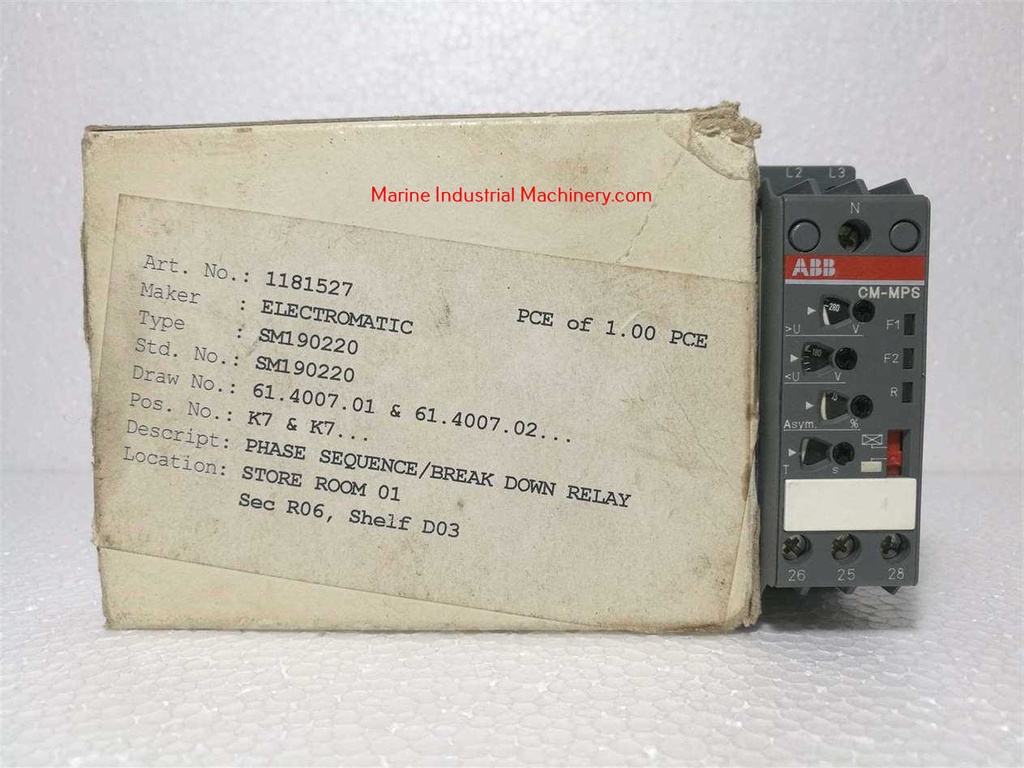 Marine Industrial Machinery.com
Art. No.: 1181527
Maker : ELECTROMATIC PCE of 1.00 PCE
Type : SM190220
Std. No.: SM190220
Draw No.: 61.4007.01 & 61.4007.02...
Pos. No.: K7 & K7...
Descript: PHASE SEQUENCE/BREAK DOWN RELAY
Location: STORE ROOM 01
Sec R06, Shelf D03
L2 L3
N
ABB
CM-MPS
280
>U V F1
180
<U V F2
R
Asym. %
T s
26 25 28